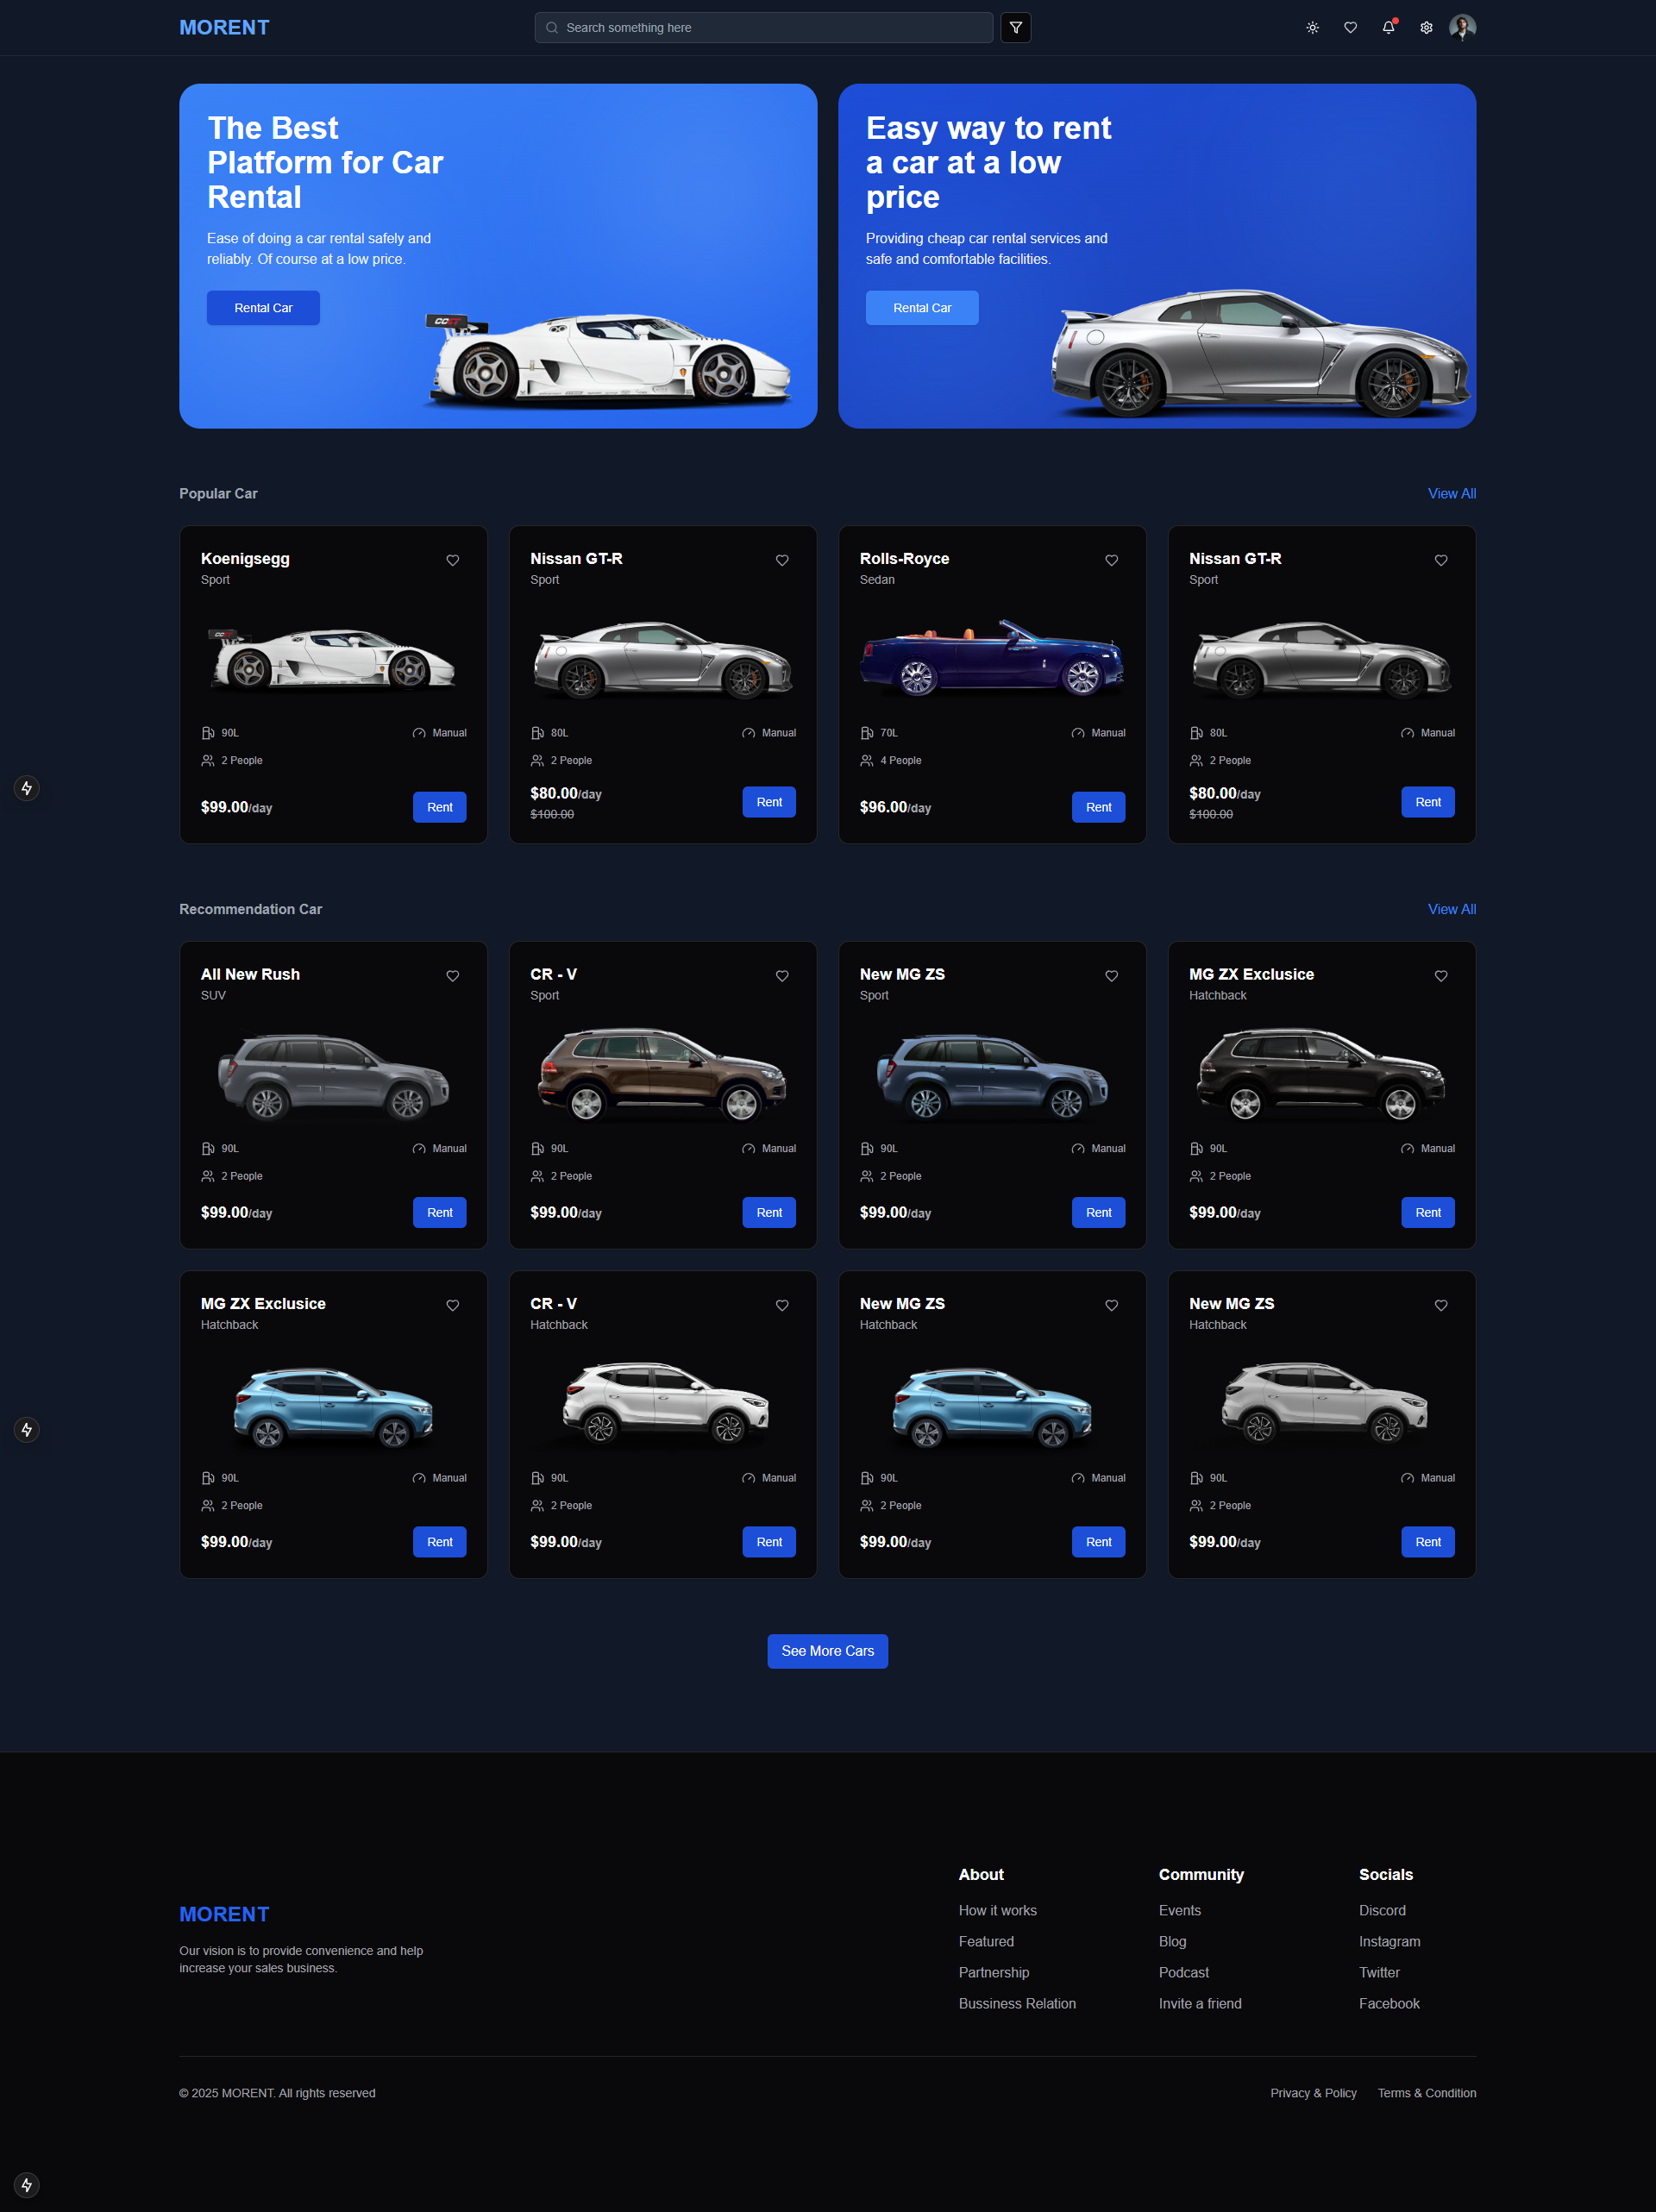 MORENT
Search something here
The Best
Platform for Car
Rental
Ease of doing a car rental safely and
reliably. Of course at a low price.
Rental Car
Easy way to rent
a car at a low
price
Providing cheap car rental services and
safe and comfortable facilities.
Rental Car
Popular Car
View All
Koenigsegg
Sport
90L
Manual
2 People
$99.00/day
Rent
Nissan GT-R
Sport
80L
Manual
2 People
$80.00/day
$100.00
Rent
Rolls-Royce
Sedan
70L
Manual
4 People
$96.00/day
Rent
Nissan GT-R
Sport
80L
Manual
2 People
$80.00/day
$100.00
Rent
Recommendation Car
View All
All New Rush
SUV
90L
Manual
2 People
$99.00/day
Rent
CR - V
Sport
90L
Manual
2 People
$99.00/day
Rent
New MG ZS
Sport
90L
Manual
2 People
$99.00/day
Rent
MG ZX Exclusice
Hatchback
90L
Manual
2 People
$99.00/day
Rent
MG ZX Exclusice
Hatchback
90L
Manual
2 People
$99.00/day
Rent
CR - V
Hatchback
90L
Manual
2 People
$99.00/day
Rent
New MG ZS
Hatchback
90L
Manual
2 People
$99.00/day
Rent
New MG ZS
Hatchback
90L
Manual
2 People
$99.00/day
Rent
See More Cars
MORENT
Our vision is to provide convenience and help
increase your sales business.
About
How it works
Featured
Partnership
Bussiness Relation
Community
Events
Blog
Podcast
Invite a friend
Socials
Discord
Instagram
Twitter
Facebook
© 2025 MORENT. All rights reserved
Privacy & Policy
Terms & Condition